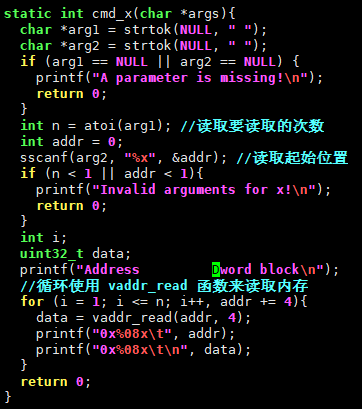 static int cmd_x(char *args){
  char *arg1 = strtok(NULL, " ");
  char *arg2 = strtok(NULL, " ");
  if (arg1 == NULL || arg2 == NULL) {
    printf("A parameter is missing!\n");
    return 0;
  }
  int n = atoi(arg1); //读取要读取的次数
  int addr = 0;
  sscanf(arg2, "%x", &addr); //读取起始位置
  if (n < 1 || addr < 1){
    printf("Invalid arguments for x!\n");
    return 0;
  }
  int i;
  uint32_t data;
  printf("Address         Dword block\n");
  //循环使用 vaddr_read 函数来读取内存
  for (i = 1; i <= n; i++, addr += 4){
    data = vaddr_read(addr, 4);
    printf("0x%08x\t", addr);
    printf("0x%08x\t\n", data);
  }
  return 0;
}